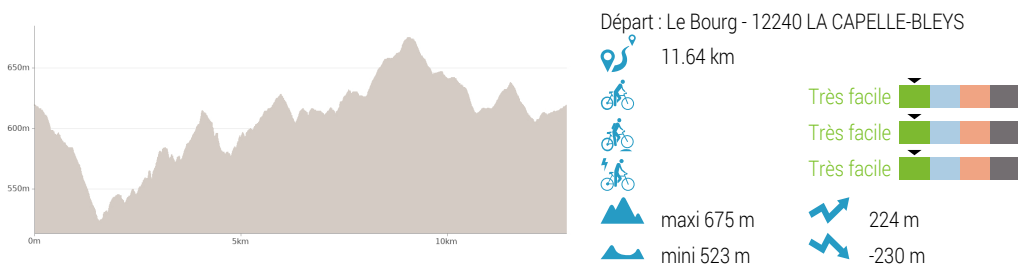 650m
600m
550m
0m
5km
10km
Départ : Le Bourg - 12240 LA CAPELLE-BLEYS
11.64 km
Très facile
Très facile
Très facile
maxi 675 m
224 m
mini 523 m
-230 m